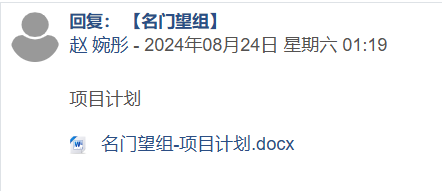 回复： 【名门望组】
赵 婉彤 - 2024年08月24日 星期六 01:19
项目计划
名门望组-项目计划.docx